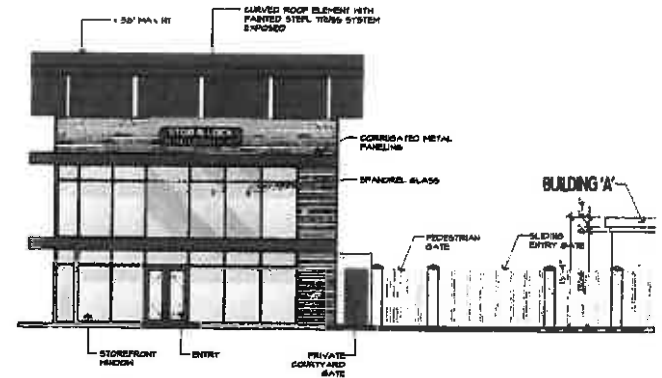 CURVED ROOF ELEMENT WITH
PAINTED STEEL TRUSS SYSTEM
EXPOSED
CORRUGATED METAL
PANELING
SPANDREL GLASS
BUILDING 'A'
PEDESTRIAN
GATE
SLIDING
ENTRY GATE
STOREFRONT
WINDOW
ENTRY
PRIVATE
COURTYARD
GATE